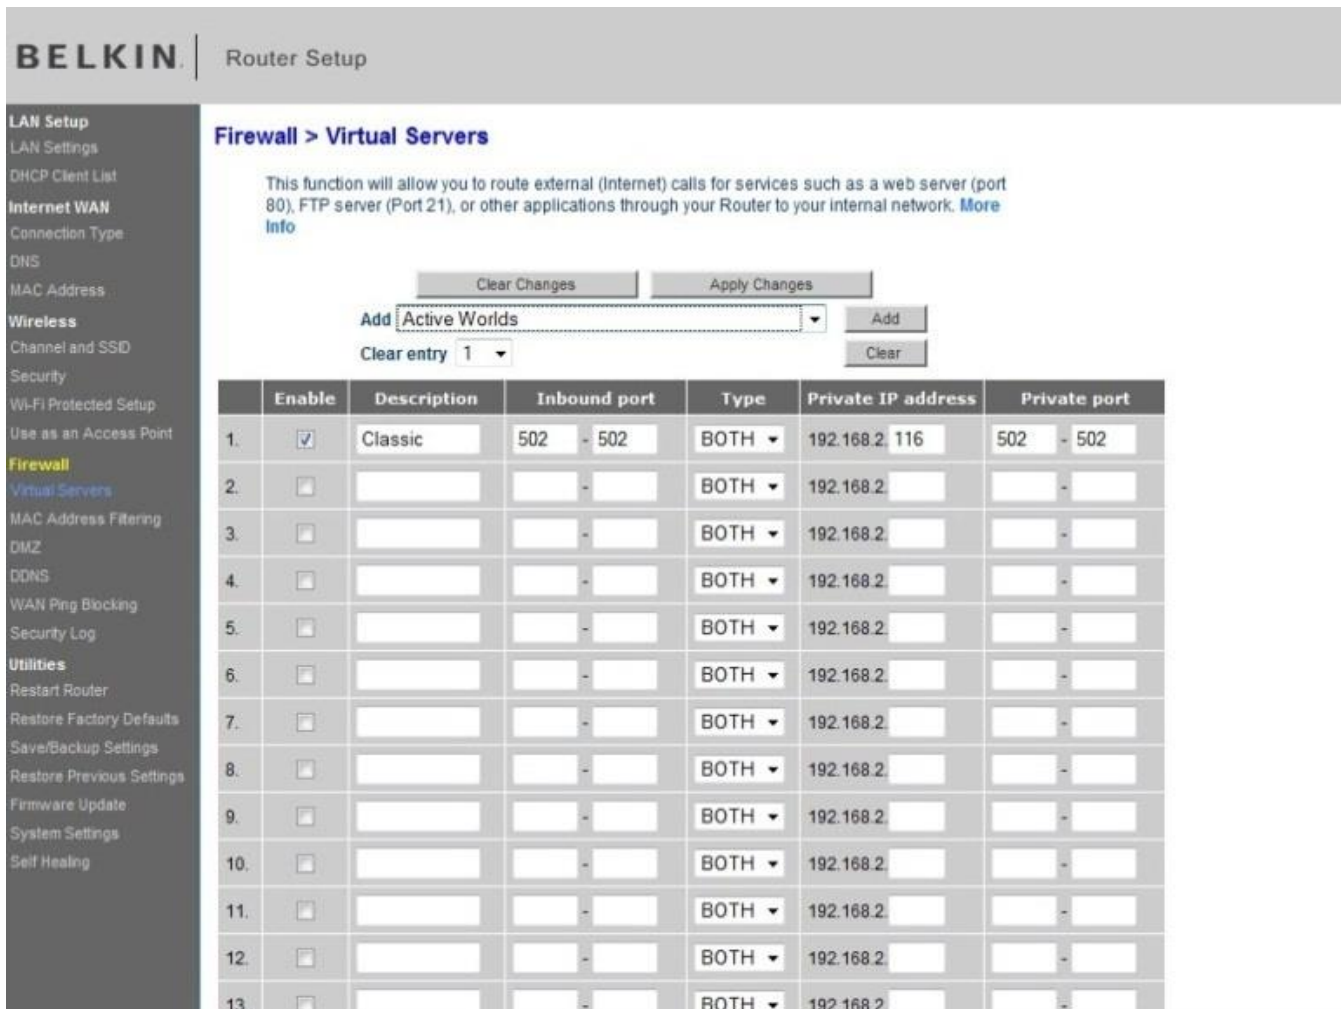 BELKIN. Router Setup
LAN Setup
LAN Settings
DHCP Client List
Internet WAN
Connection Type
DNS
MAC Address
Wireless
Channel and SSID
Security
Wi-Fi Protected Setup
Use as an Access Point
Firewall
Virtual Servers
MAC Address Filtering
DMZ
DDNS
WAN Ping Blocking
Security Log
Utilities
Restart Router
Restore Factory Defaults
Save/Backup Settings
Restore Previous Settings
Firmware Update
System Settings
Self Healing
Firewall > Virtual Servers
This function will allow you to route external (Internet) calls for services such as a web server (port
80), FTP server (Port 21), or other applications through your Router to your internal network. More
Info
Clear Changes Apply Changes
Add Active Worlds Add
Clear entry 1 Clear
Enable Description Inbound port Type Private IP address Private port
1. Classic 502 - 502 BOTH 192.168.2. 116 502 - 502
2. - BOTH 192.168.2. -
3. - BOTH 192.168.2. -
4. - BOTH 192.168.2. -
5. - BOTH 192.168.2. -
6. - BOTH 192.168.2. -
7. - BOTH 192.168.2. -
8. - BOTH 192.168.2. -
9. - BOTH 192.168.2. -
10. - BOTH 192.168.2. -
11. - BOTH 192.168.2. -
12. - BOTH 192.168.2. -
13. - BOTH 192.168.2. -